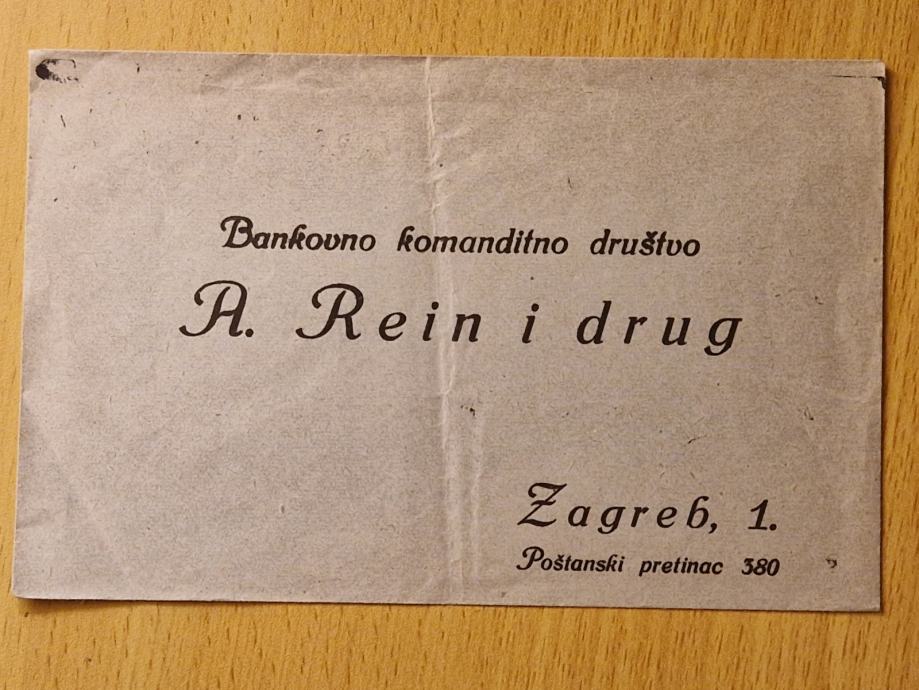 Bankovno komanditno društvo
A. Rein i drug
Zagreb, 1.
Poštanski pretinac 380